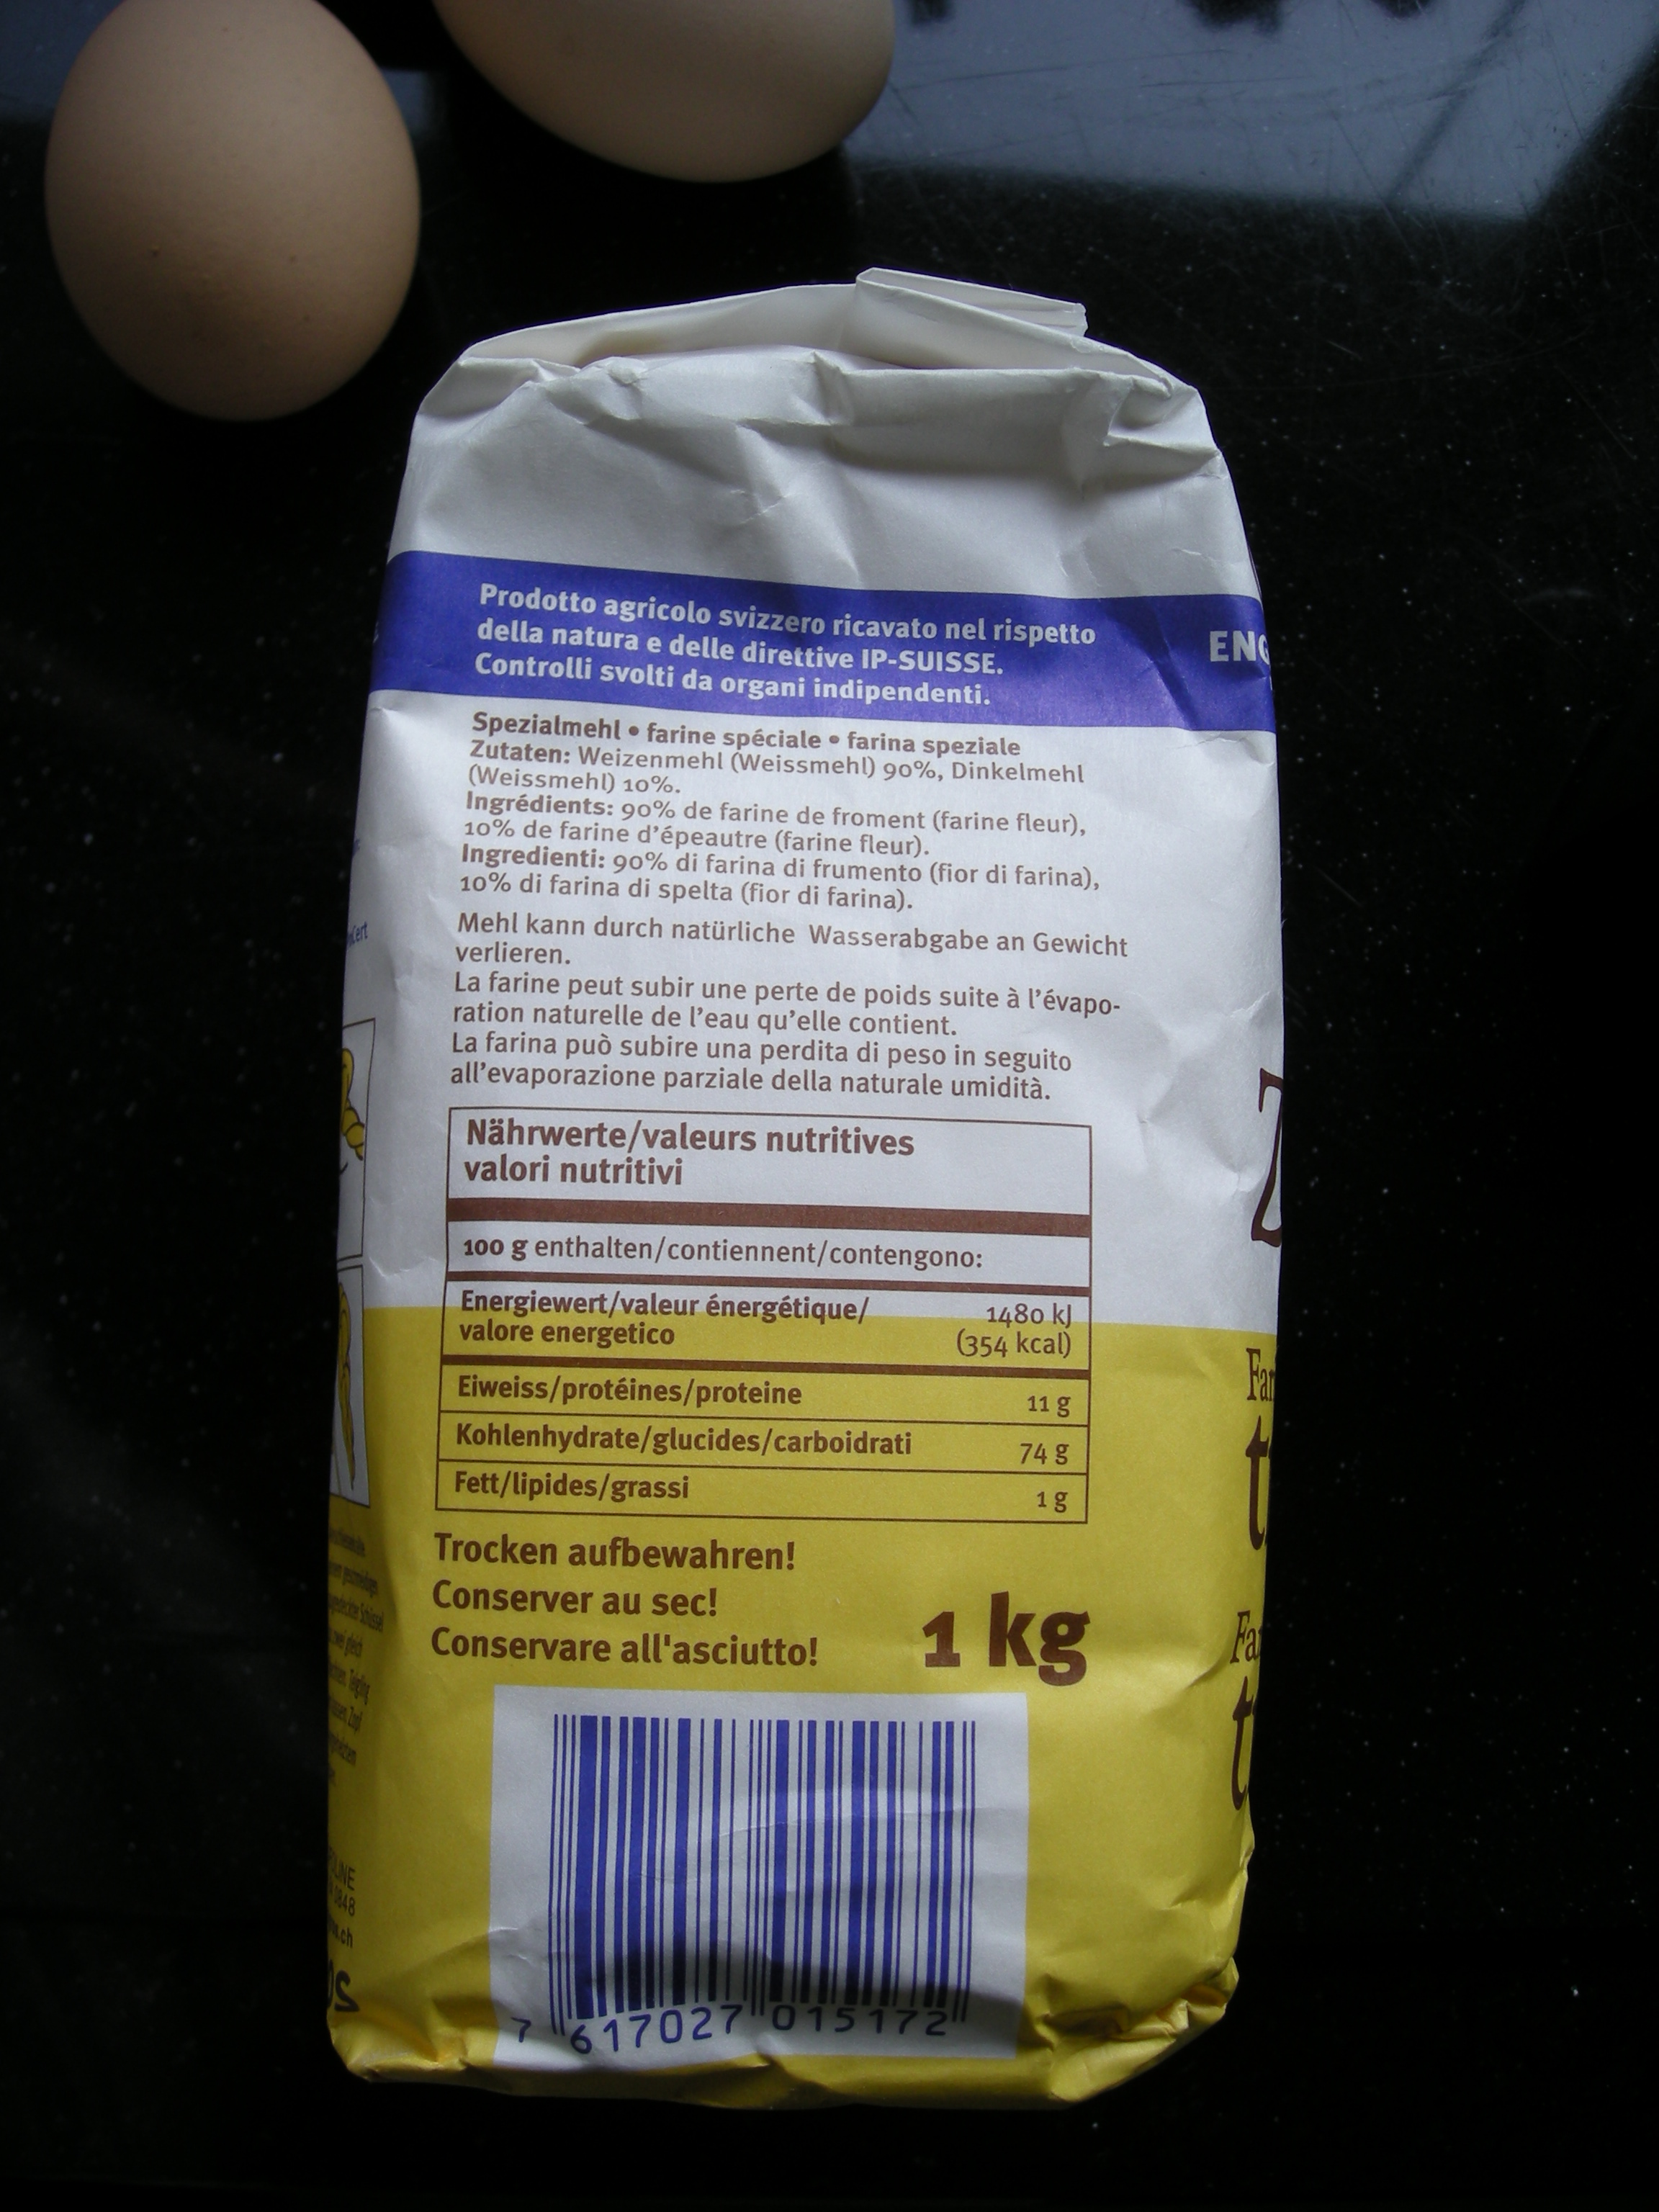 Prodotto agricolo svizzero ricavato nel rispetto
della natura e delle direttive IP-SUISSE.
Controlli svolti da organi indipendenti.
ENG
Spezialmehl • farine spéciale • farina speziale
Zutaten: Weizenmehl (Weissmehl) 90%, Dinkelmehl
(Weissmehl) 10%.
Ingrédients: 90% de farine de froment (farine fleur),
10% de farine d'épeautre (farine fleur).
Ingredienti: 90% di farina di frumento (fior di farina),
10% di farina di spelta (fior di farina).
Mehl kann durch natürliche Wasserabgabe an Gewicht
verlieren.
La farine peut subir une perte de poids suite à l'évapo-
ration naturelle de l'eau qu'elle contient.
La farina può subire una perdita di peso in seguito
all'evaporazione parziale della naturale umidità.
Nährwerte/valeurs nutritives
valori nutritivi
100 g enthalten/contiennent/contengono:
Energiewert/valeur énergétique/ 1480 kJ
valore energetico (354 kcal)
Eiweiss/protéines/proteine 11 g
Kohlenhydrate/glucides/carboidrati 74 g
Fett/lipides/grassi 1 g
Trocken aufbewahren!
Conserver au sec!
Conservare all'asciutto!
1 kg
7 617027 015172